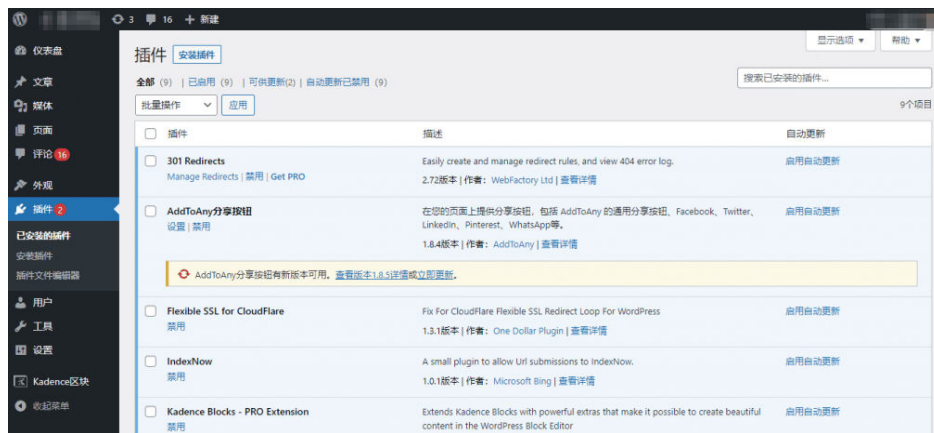 3 16 新建
仪表盘
文章
媒体
页面
评论 16
外观
插件 2
已安装的插件
安装插件
插件文件编辑器
用户
工具
设置
Kadence区块
收起菜单
显示选项 帮助
插件 安装插件
全部 (9) | 已启用 (9) | 可供更新(2) | 自动更新已禁用 (9)
搜索已安装的插件...
批量操作 应用
9个项目
插件 描述 自动更新
301 Redirects
Manage Redirects | 禁用 | Get PRO
Easily create and manage redirect rules, and view 404 error log.
2.72版本 | 作者：WebFactory Ltd | 查看详情
启用自动更新
AddToAny分享按钮
设置 | 禁用
在您的页面上提供分享按钮，包括 AddToAny 的通用分享按钮、Facebook、Twitter、
LinkedIn、Pinterest、WhatsApp等。
1.8.4版本 | 作者：AddToAny | 查看详情
启用自动更新
AddToAny分享按钮有新版本可用。查看版本1.8.5详情或立即更新。
Flexible SSL for CloudFlare
禁用
Fix For CloudFlare Flexible SSL Redirect Loop For WordPress
1.3.1版本 | 作者：One Dollar Plugin | 查看详情
启用自动更新
IndexNow
禁用
A small plugin to allow Url submissions to IndexNow.
1.0.1版本 | 作者：Microsoft Bing | 查看详情
启用自动更新
Kadence Blocks - PRO Extension
禁用
Extends Kadence Blocks with powerful extras that make it possible to create beautiful
content in the WordPress Block Editor
启用自动更新